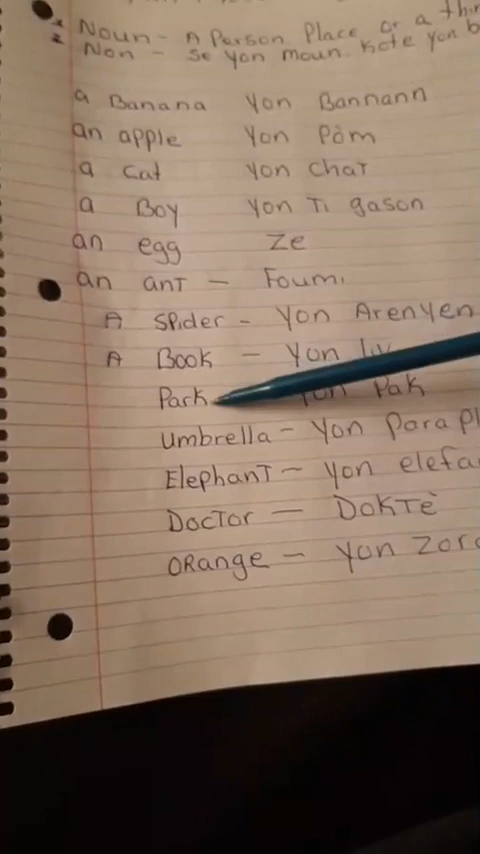 Noun - A Person Place or a
Non - Se yon moun. Kote yon
a Banana Yon Bannann
an apple Yon Pòm
a cat Yon chat
a Boy Yon Ti gason
an egg Ze
an anT - Foumi
A SPider - Yon Arenyen
A Book - Yon liv
Park Yon Pak
Umbrella - Yon
ElephanT - Yon
DocTor - DokTè
ORange - Yon